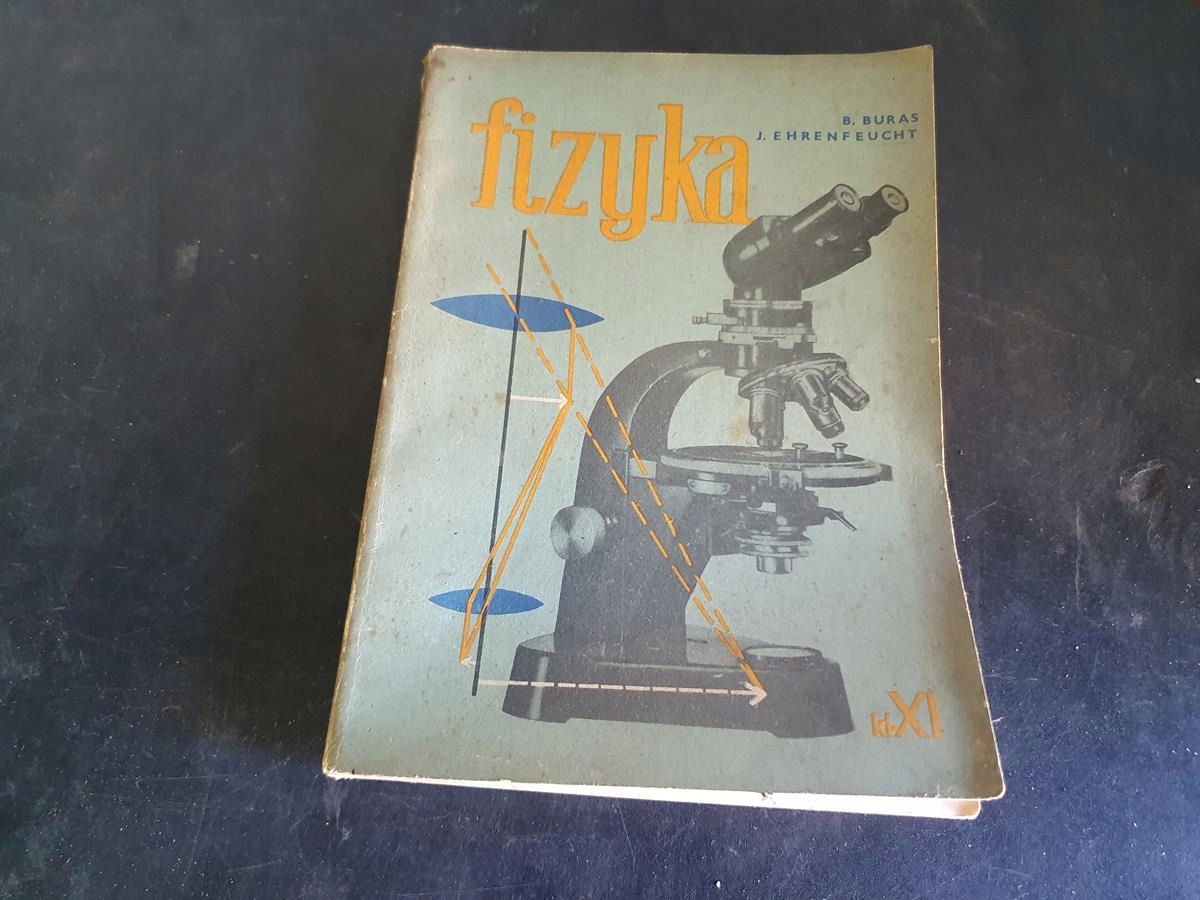 fizyka
B. BURAS
J. EHRENFEUCHT
kl. XI.